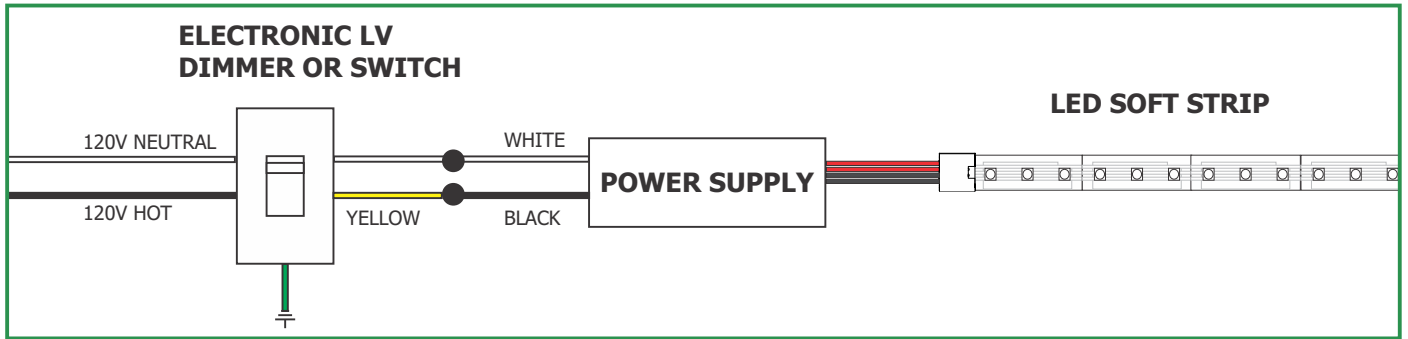 ELECTRONIC LV
DIMMER OR SWITCH
LED SOFT STRIP
120V NEUTRAL
WHITE
POWER SUPPLY
120V HOT
YELLOW
BLACK